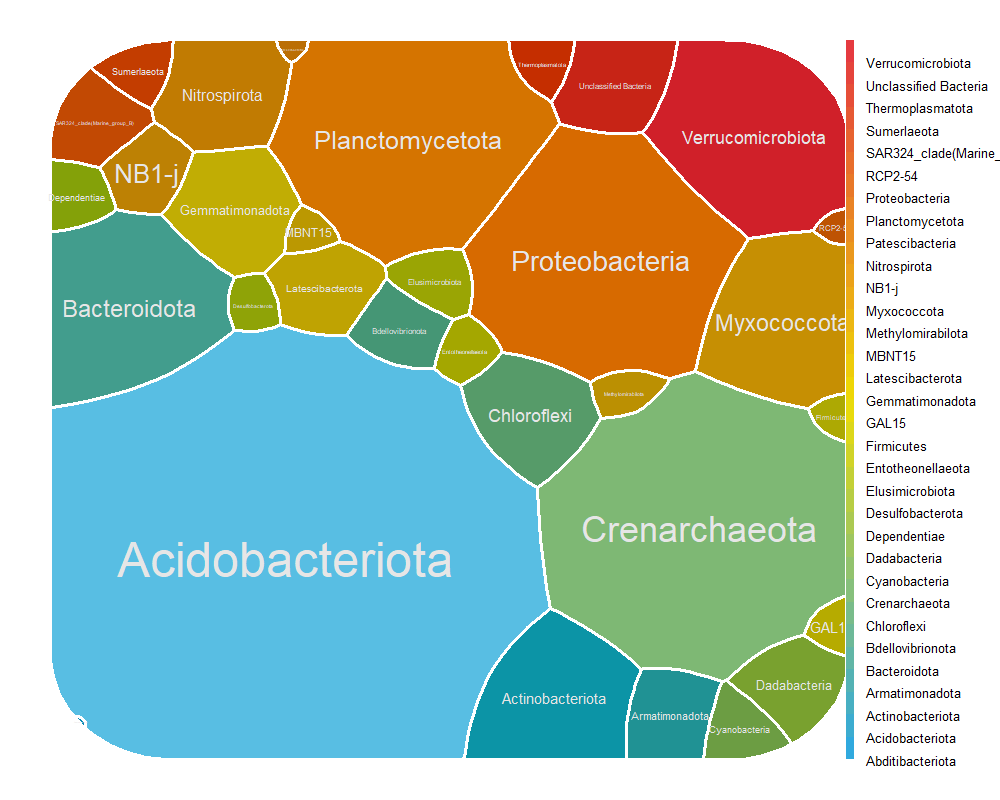 Sumerlaeota
Thermoplasmatota
Unclassified Bacteria
Nitrospirota
SAR324_clade(Marine_group_B)
Planctomycetota
Verrucomicrobiota
NB1-j
Dependentiae
Gemmatimonadota
MBNT15
RCP2-5
Proteobacteria
Elusimicrobiota
Latescibacterota
Bacteroidota
Desulfobacterota
Myxococcota
Bdellovibrionota
Entotheonellaeota
Methylomirabilota
Chloroflexi
Firmicute
Crenarchaeota
Acidobacteriota
GAL1
Dadabacteria
Actinobacteriota
Armatimonadota
Cyanobacteria
Verrucomicrobiota
Unclassified Bacteria
Thermoplasmatota
Sumerlaeota
SAR324_clade(Marine_
RCP2-54
Proteobacteria
Planctomycetota
Patescibacteria
Nitrospirota
NB1-j
Myxococcota
Methylomirabilota
MBNT15
Latescibacterota
Gemmatimonadota
GAL15
Firmicutes
Entotheonellaeota
Elusimicrobiota
Desulfobacterota
Dependentiae
Dadabacteria
Cyanobacteria
Crenarchaeota
Chloroflexi
Bdellovibrionota
Bacteroidota
Armatimonadota
Actinobacteriota
Acidobacteriota
Abditibacteriota